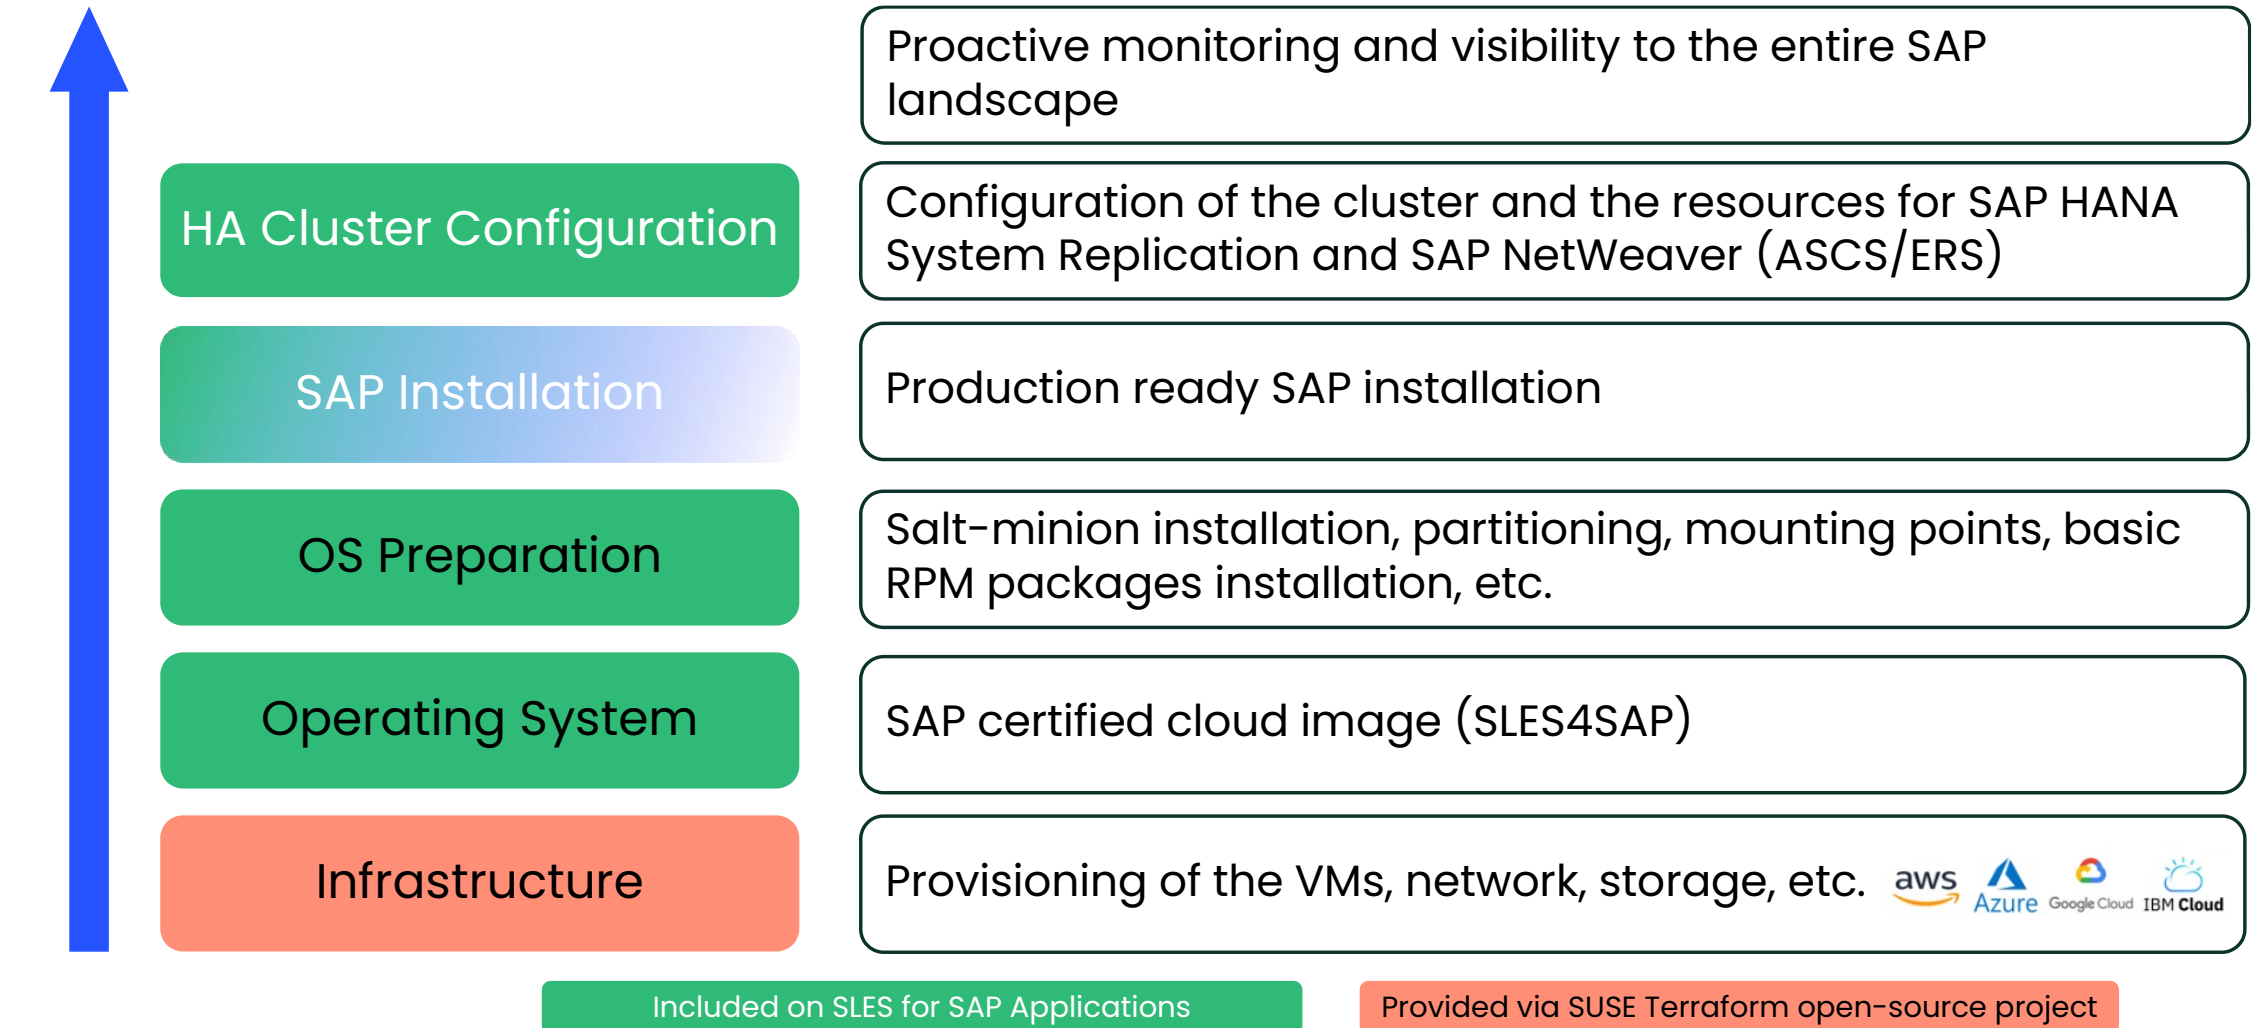 Proactive monitoring and visibility to the entire SAP
landscape
HA Cluster Configuration
Configuration of the cluster and the resources for SAP HANA
System Replication and SAP NetWeaver (ASCS/ERS)
SAP Installation
Production ready SAP installation
OS Preparation
Salt-minion installation, partitioning, mounting points, basic
RPM packages installation, etc.
Operating System
SAP certified cloud image (SLES4SAP)
Infrastructure
Provisioning of the VMs, network, storage, etc.
aws
Azure
Google Cloud
IBM Cloud
Included on SLES for SAP Applications
Provided via SUSE Terraform open-source project